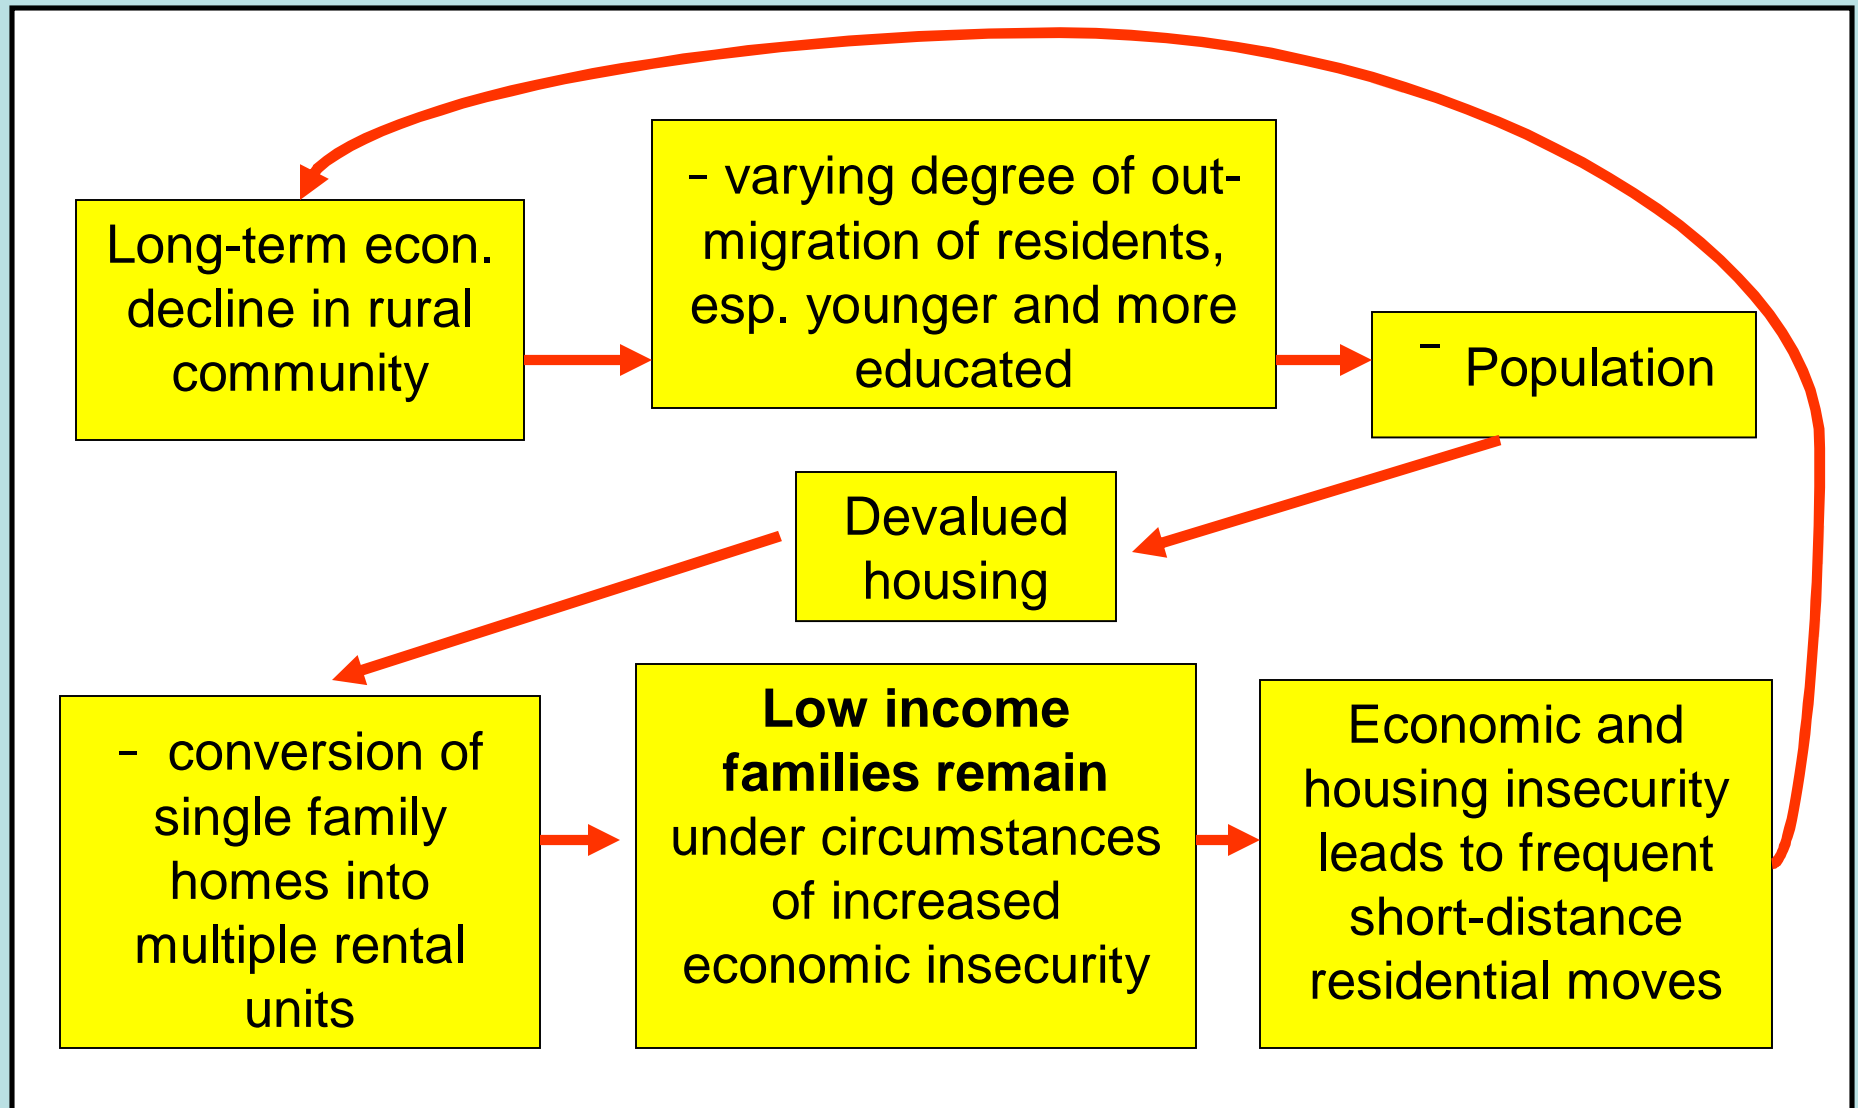 Long-term econ.
decline in rural
community
- varying degree of out-
migration of residents,
esp. younger and more
educated
- Population
Devalued
housing
- conversion of
single family
homes into
multiple rental
units
Low income
families remain
under circumstances
of increased
economic insecurity
Economic and
housing insecurity
leads to frequent
short-distance
residential moves